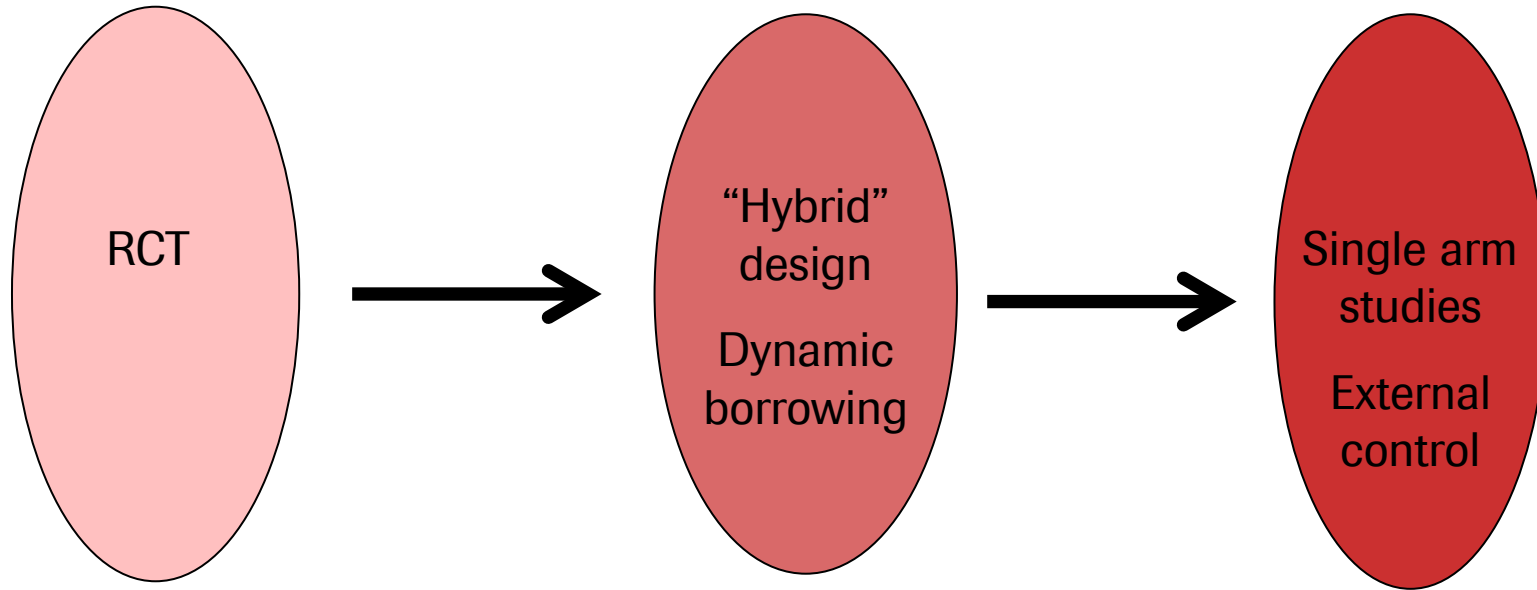 RCT
“Hybrid”
design
Dynamic
borrowing
Single arm
studies
External
control